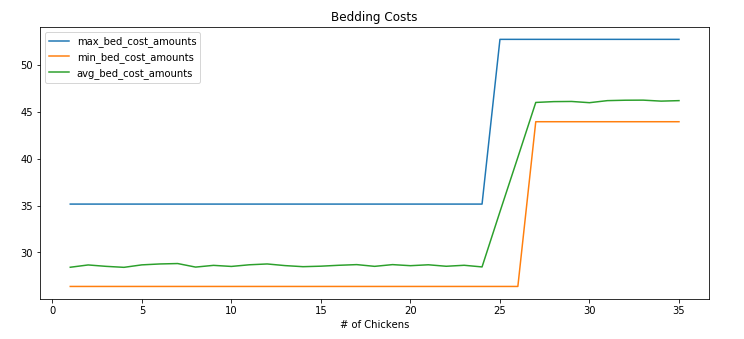 Bedding Costs
max_bed_cost_amounts
min_bed_cost_amounts
avg_bed_cost_amounts
50
45
40
35
30
0 5 10 15 20 25 30 35
# of Chickens